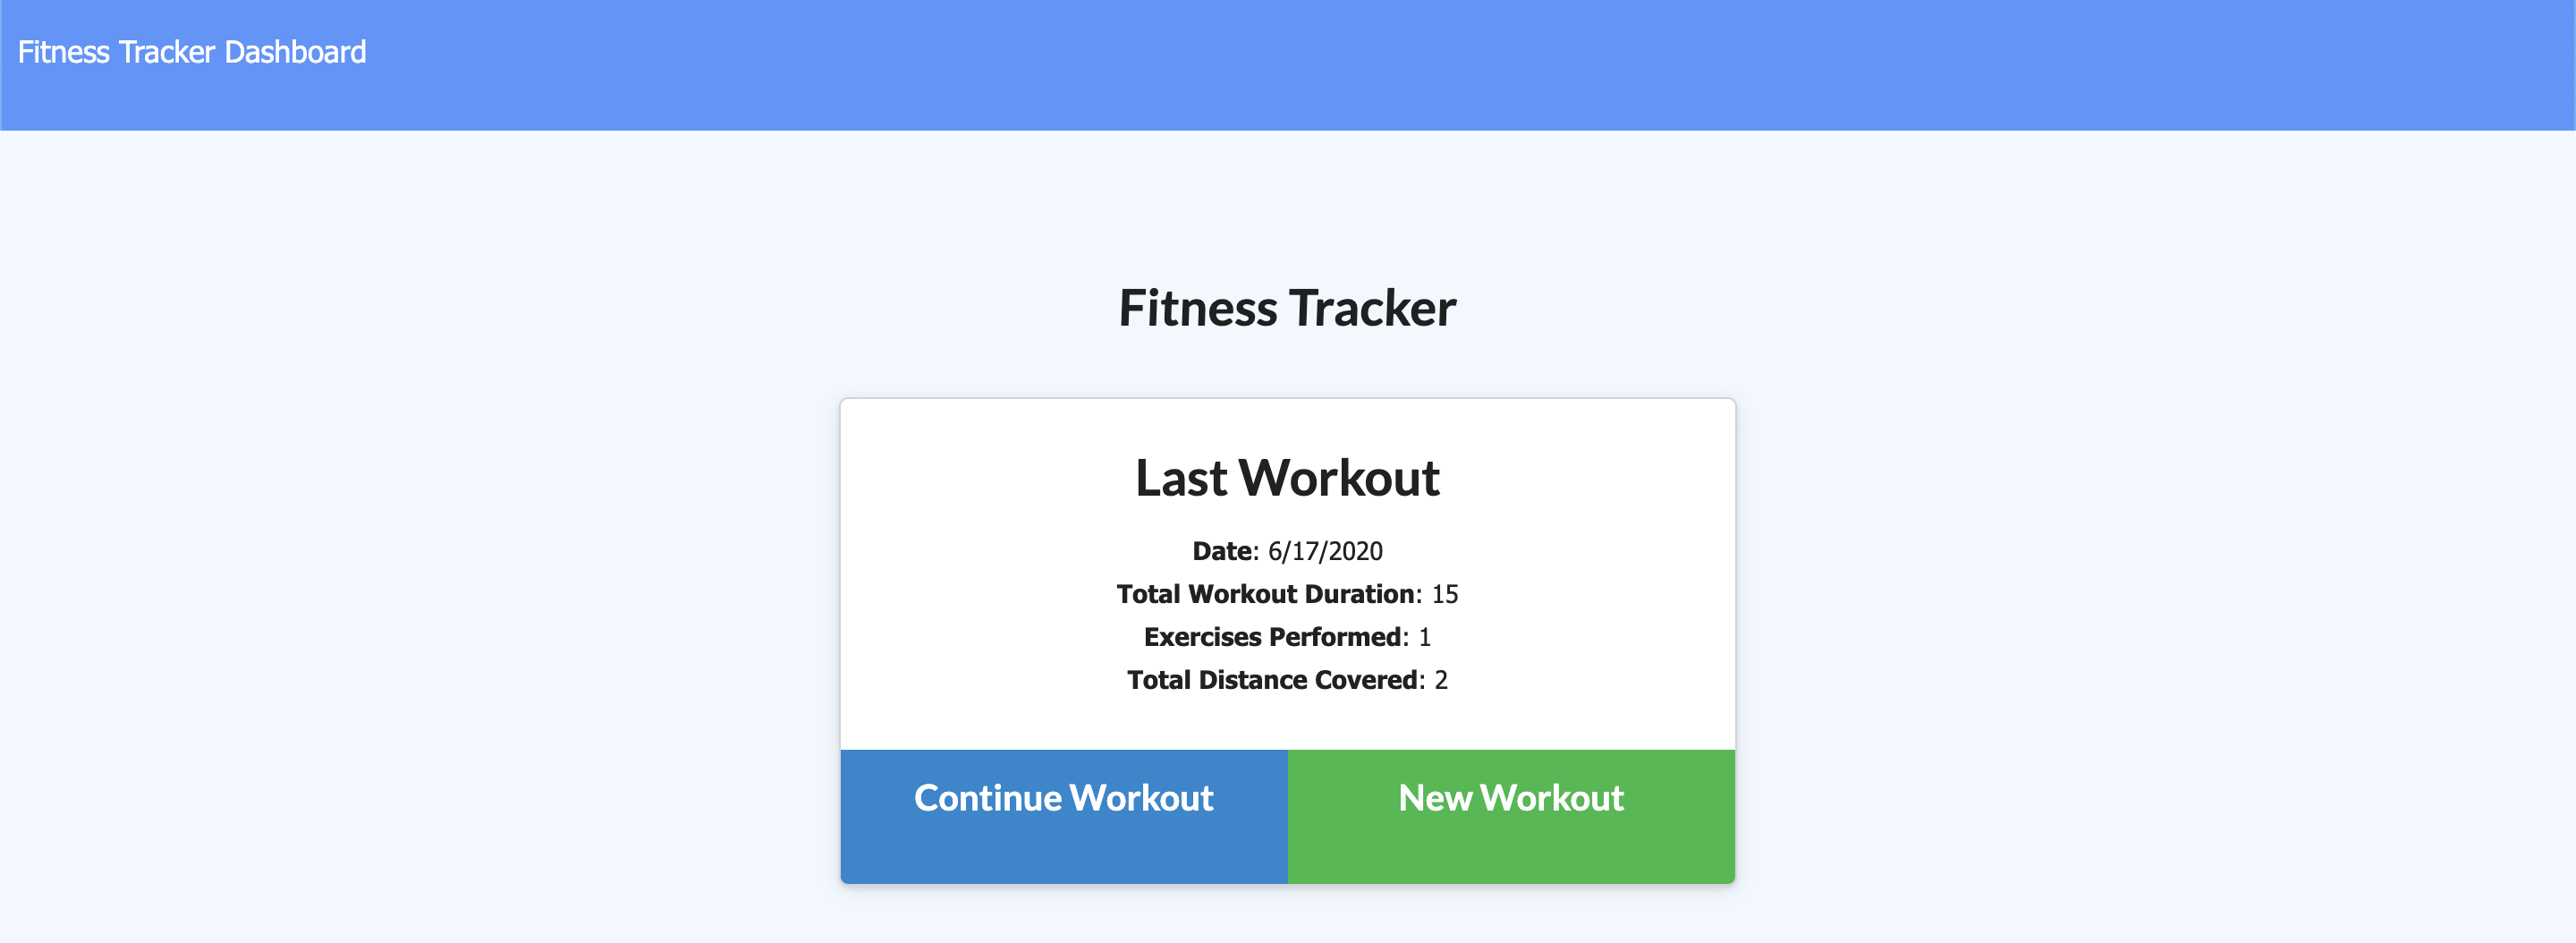 Fitness Tracker Dashboard
Fitness Tracker
Last Workout
Date: 6/17/2020
Total Workout Duration: 15
Exercises Performed: 1
Total Distance Covered: 2
Continue Workout
New Workout